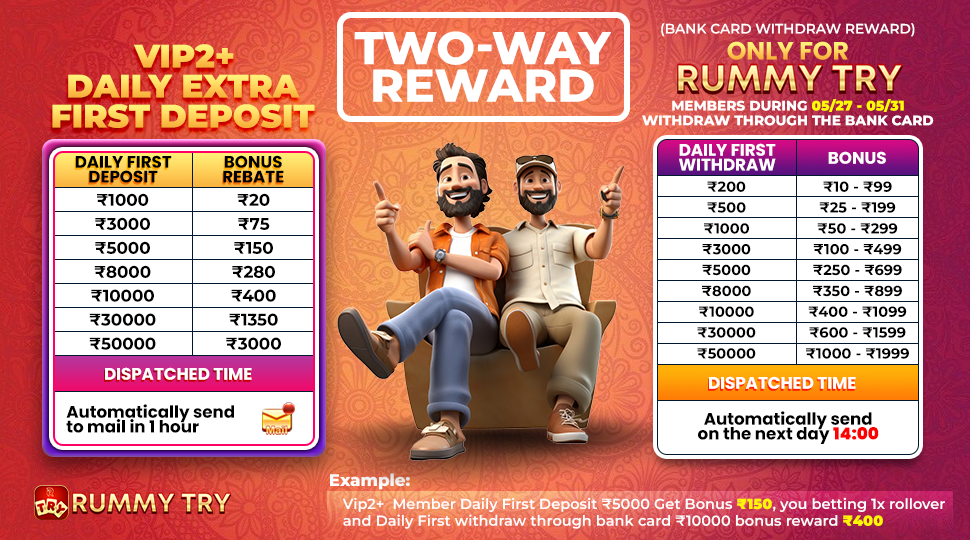 VIP2+
DAILY EXTRA
FIRST DEPOSIT
DAILY FIRST DEPOSIT BONUS REBATE
₹1000 ₹20
₹3000 ₹75
₹5000 ₹150
₹8000 ₹280
₹10000 ₹400
₹30000 ₹1350
₹50000 ₹3000
DISPATCHED TIME
Automatically send
to mail in 1 hour
Mail
TWO-WAY
REWARD
(BANK CARD WITHDRAW REWARD)
ONLY FOR
RUMMY TRY
MEMBERS DURING 05/27 - 05/31
WITHDRAW THROUGH THE BANK CARD
DAILY FIRST WITHDRAW BONUS
₹200 ₹10 - ₹99
₹500 ₹25 - ₹199
₹1000 ₹50 - ₹299
₹3000 ₹100 - ₹499
₹5000 ₹250 - ₹699
₹8000 ₹350 - ₹899
₹10000 ₹400 - ₹1099
₹30000 ₹600 - ₹1599
₹50000 ₹1000 - ₹1999
DISPATCHED TIME
Automatically send
on the next day 14:00
TRY RUMMY TRY
Example:
Vip2+ Member Daily First Deposit ₹5000 Get Bonus ₹150, you betting 1x rollover
and Daily First withdraw through bank card ₹10000 bonus reward ₹400